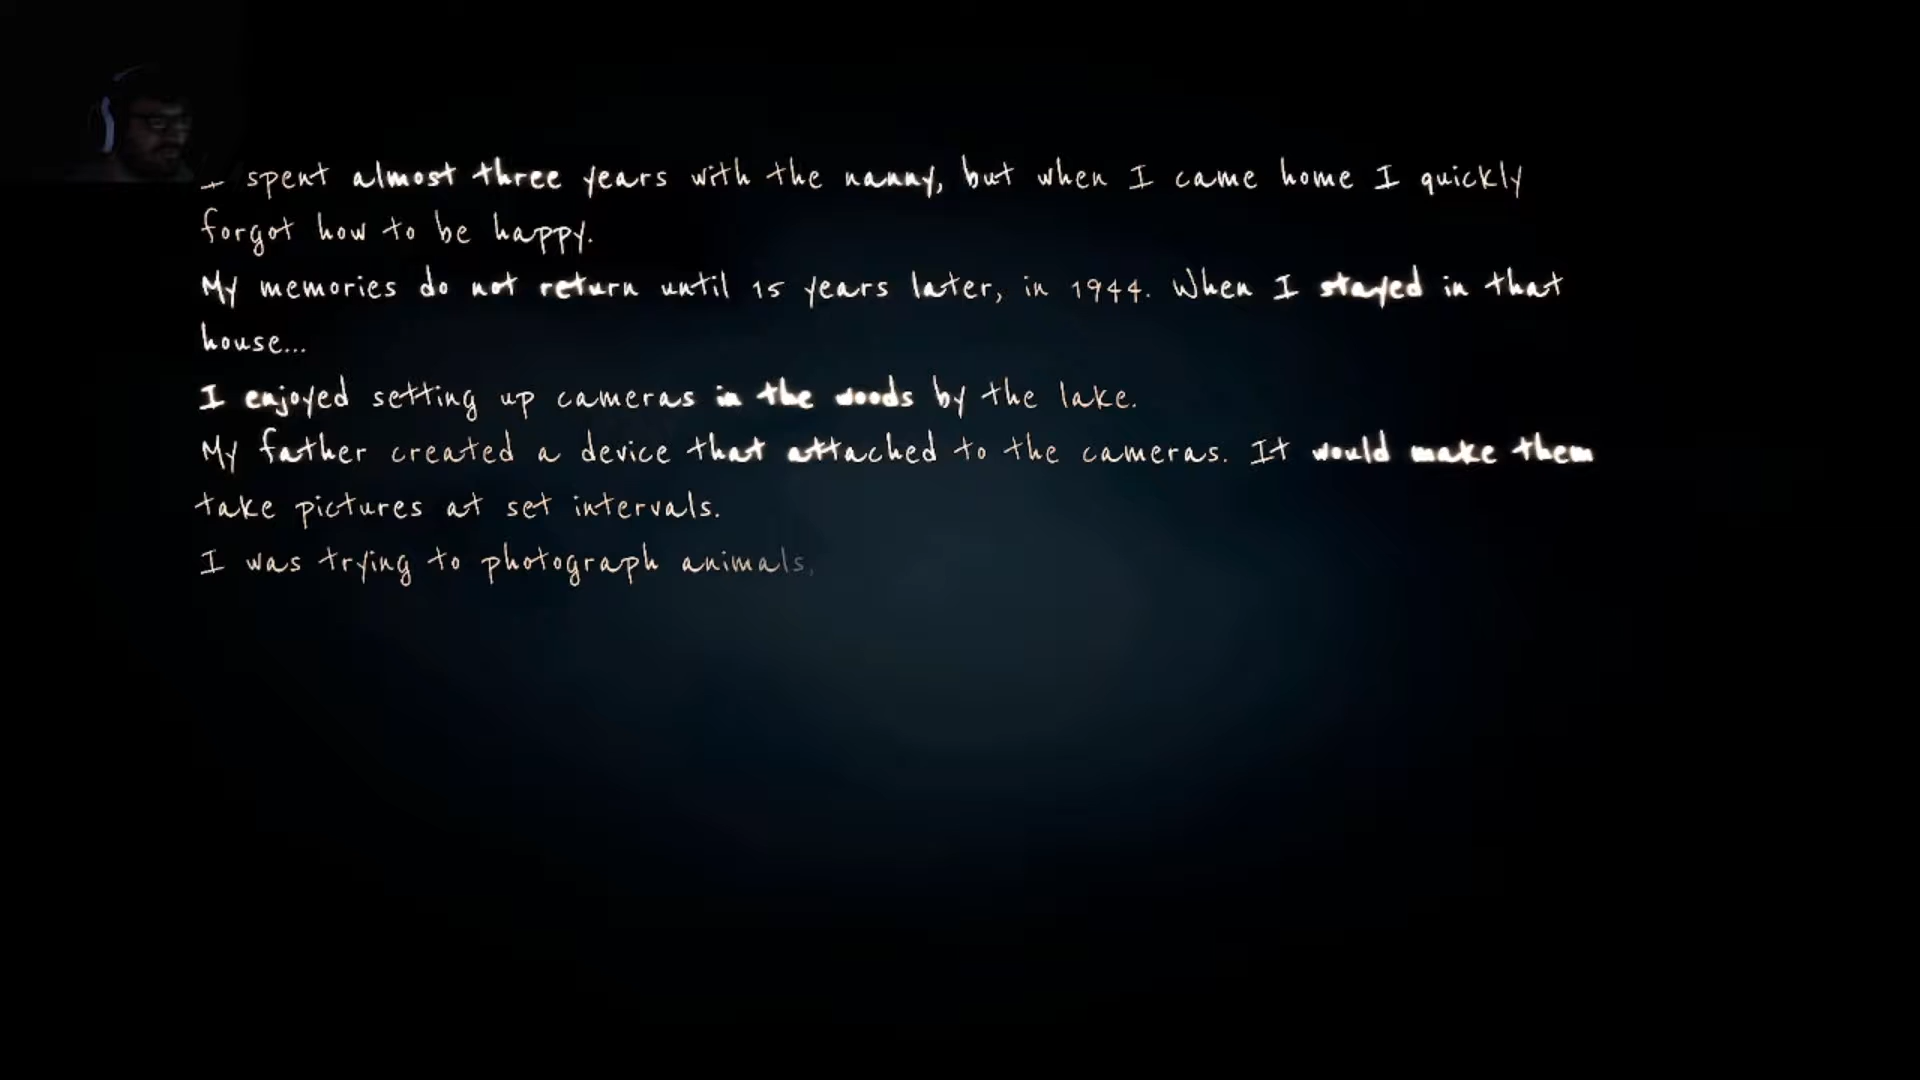 I spent almost three years with the nanny, but when I came home I quickly
forgot how to be happy.
My memories do not return until 15 years later, in 1944. When I stayed in that
house...
I enjoyed setting up cameras in the woods by the lake.
My father created a device that attached to the cameras. It would make them
take pictures at set intervals.
I was trying to photograph animals,